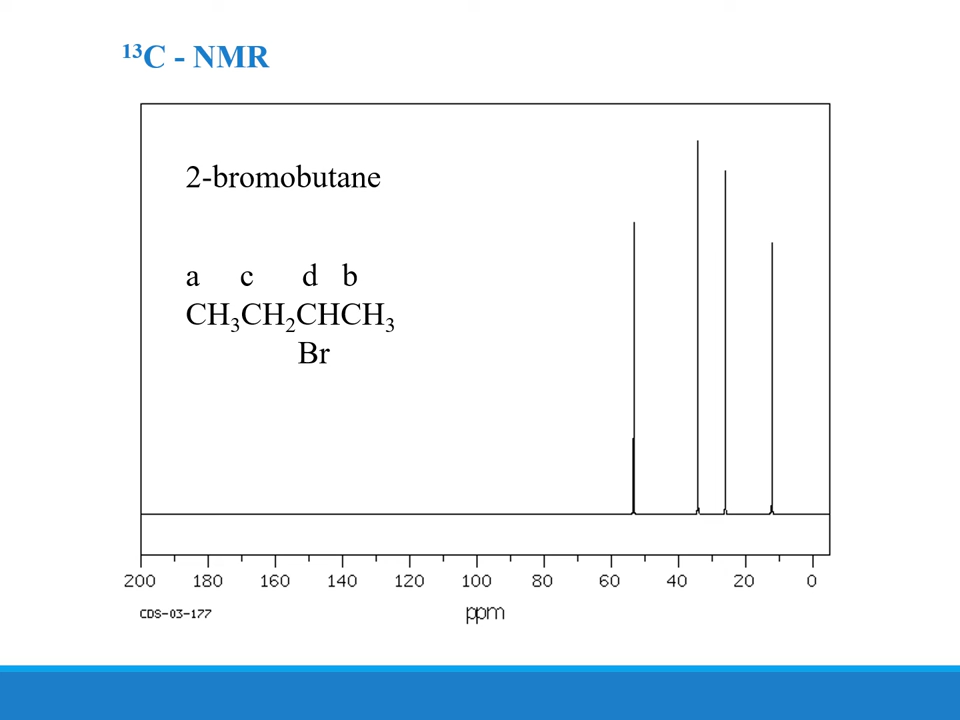 ¹³C - NMR
2-bromobutane
a c d b
CH₃CH₂CHCH₃
Br
200 180 160 140 120 100 80 60 40 20 0
CDS-03-177
ppm